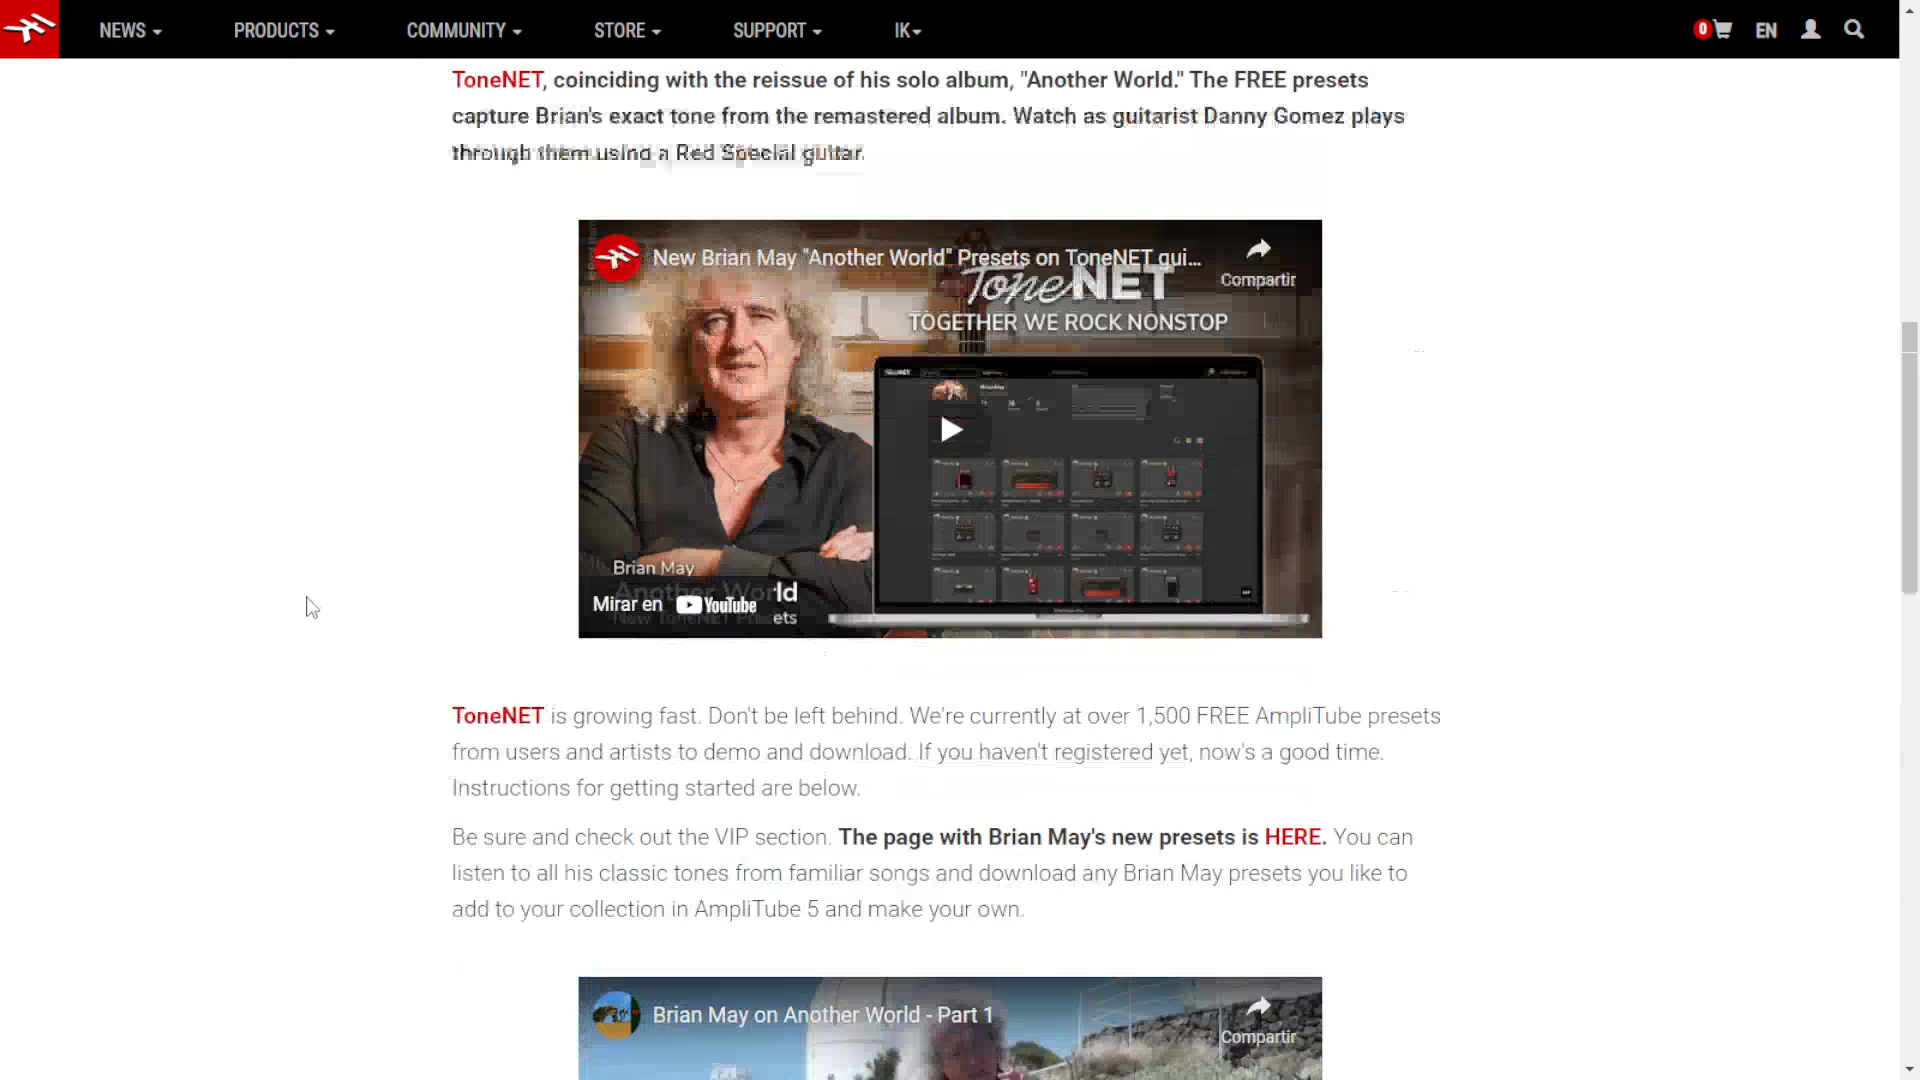 NEWS PRODUCTS COMMUNITY STORE SUPPORT IK 0 EN
ToneNET, coinciding with the reissue of his solo album, "Another World." The FREE presets
capture Brian's exact tone from the remastered album. Watch as guitarist Danny Gomez plays
through them using a Red Special guitar.
New Brian May "Another World" Presets on ToneNET gui...
Compartir
ToneNET
TOGETHER WE ROCK NONSTOP
Brian May
Another World
Mirar en YouTube
ToneNET is growing fast. Don't be left behind. We're currently at over 1,500 FREE AmpliTube presets
from users and artists to demo and download. If you haven't registered yet, now's a good time.
Instructions for getting started are below.
Be sure and check out the VIP section. The page with Brian May's new presets is HERE. You can
listen to all his classic tones from familiar songs and download any Brian May presets you like to
add to your collection in AmpliTube 5 and make your own.
Brian May on Another World - Part 1
Compartir